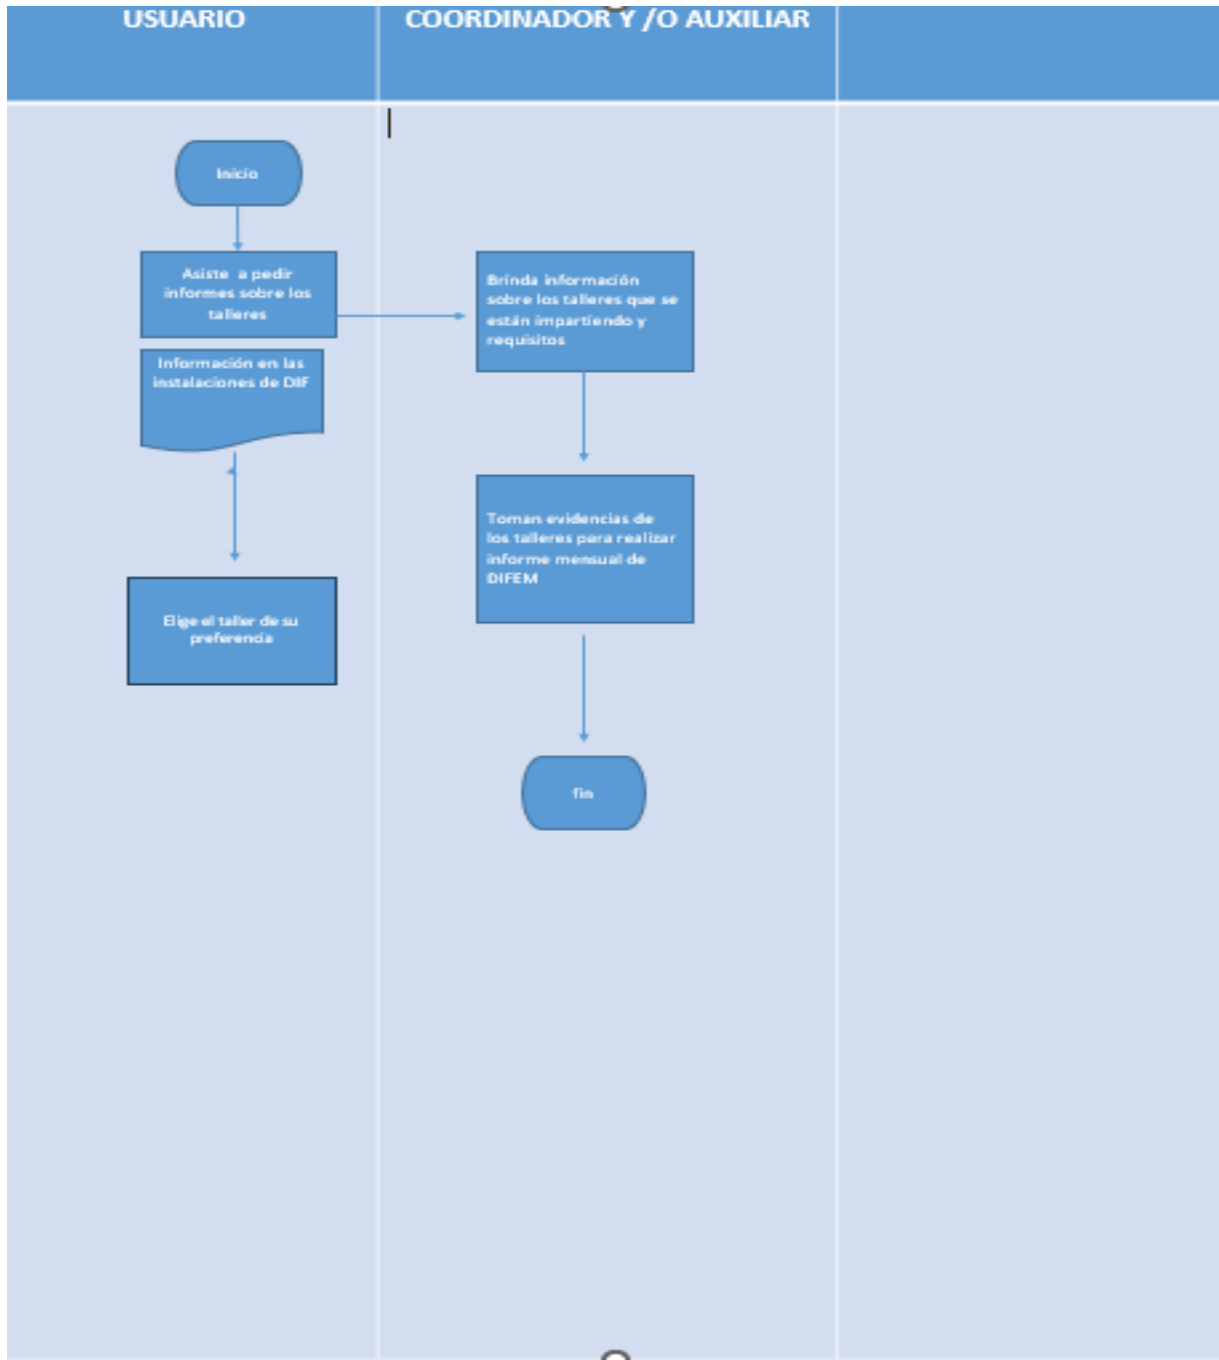 USUARIO
COORDINADOR Y /O AUXILIAR
Inicio
Asiste a pedir
informes sobre los
talleres
Información en las
instalaciones de DIF
Elige el taller de su
preferencia
Brinda información
sobre los talleres que se
están impartiendo y
requisitos
Toman evidencias de
los talleres para realizar
informe mensual de
DIFEM
fin